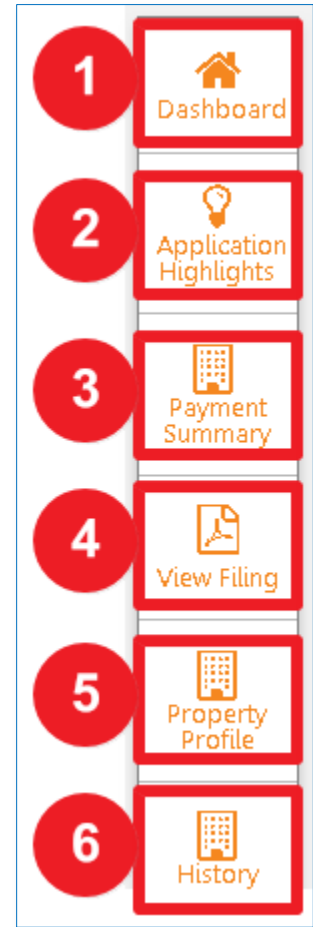 1
Dashboard
2
Application
Highlights
3
Payment
Summary
4
View Filing
5
Property
Profile
6
History